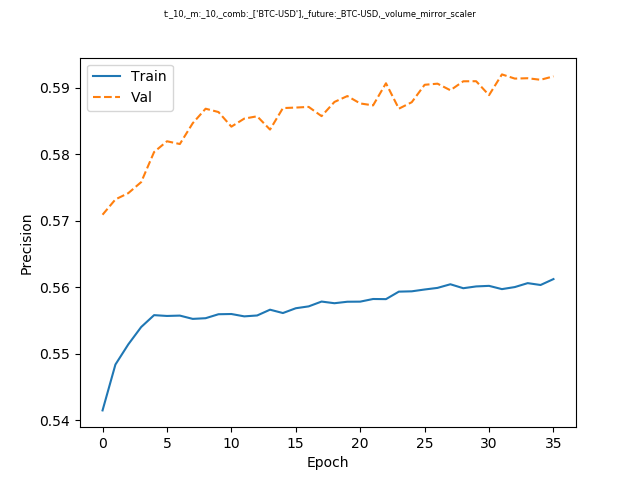 t:_10,_m:_10,_comb:_['BTC-USD'],_future:_BTC-USD,_volume_mirror_scaler
Train
Val
0.59
0.58
0.57
0.56
0.55
0.54
Precision
0 5 10 15 20 25 30 35
Epoch